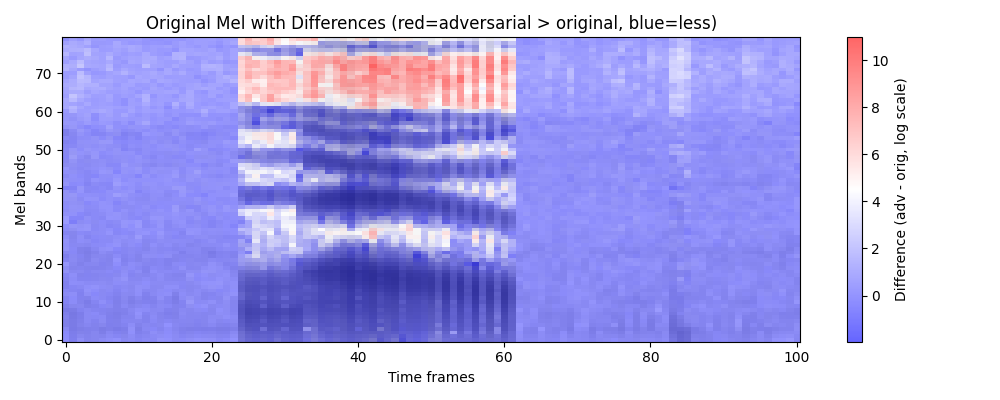 Original Mel with Differences (red=adversarial > original, blue=less)
Mel bands
70
60
50
40
30
20
10
0
0 20 40 60 80 100
Time frames
10
8
6
4
2
0
Difference (adv - orig, log scale)